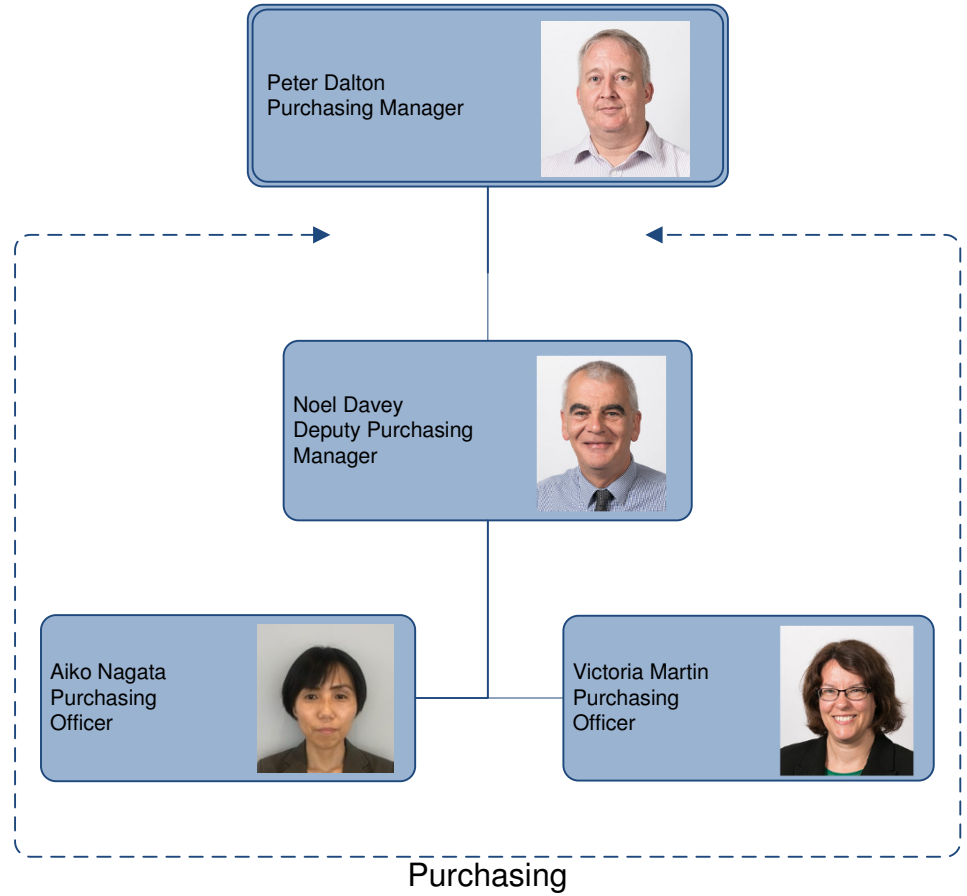 Peter Dalton
Purchasing Manager
Noel Davey
Deputy Purchasing
Manager
Aiko Nagata
Purchasing
Officer
Victoria Martin
Purchasing
Officer
Purchasing